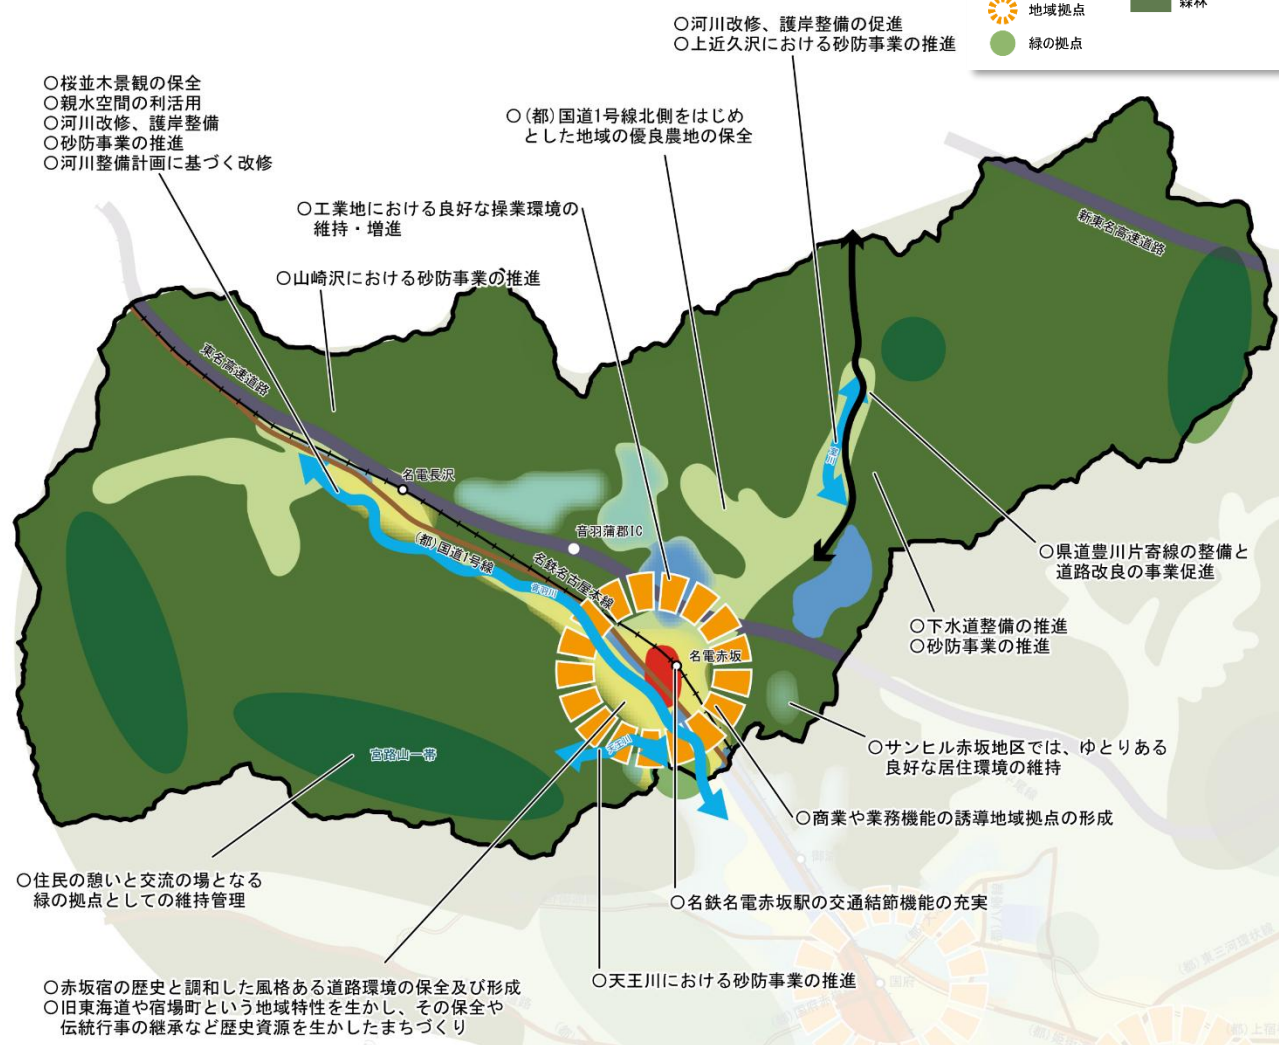 地域拠点
森林
緑の拠点
○河川改修、護岸整備の促進
○上近久沢における砂防事業の推進
○桜並木景観の保全
○親水空間の利活用
○河川改修、護岸整備
○砂防事業の推進
○河川整備計画に基づく改修
○(都)国道1号線北側をはじめ
とした地域の優良農地の保全
○工業地における良好な操業環境の
維持・増進
○山崎沢における砂防事業の推進
新東名高速道路
東名高速道路
名電長沢
音羽蒲郡IC
(都)国道1号線
名鉄名古屋本線
音羽川
名電赤坂
天王川
宮路山一帯
○県道豊川片寄線の整備と
道路改良の事業促進
○下水道整備の推進
○砂防事業の推進
○サンヒル赤坂地区では、ゆとりある
良好な居住環境の維持
○商業や業務機能の誘導地域拠点の形成
○住民の憩いと交流の場となる
緑の拠点としての維持管理
○名鉄名電赤坂駅の交通結節機能の充実
○天王川における砂防事業の推進
○赤坂宿の歴史と調和した風格ある道路環境の保全及び形成
○旧東海道や宿場町という地域特性を生かし、その保全や
伝統行事の継承など歴史資源を生かしたまちづくり
国府
(都)東三河環状線